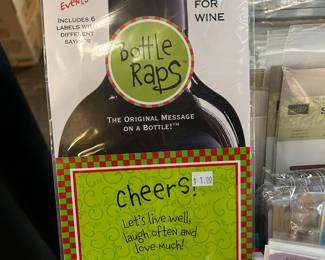 Events
INCLUDES 6
LABELS WITH
DIFFERENT
SAYINGS
FOR
WINE
Bottle
Raps™
THE ORIGINAL MESSAGE
ON A BOTTLE!™
cheers!
$1.00
Let's live well,
laugh often and
love much!